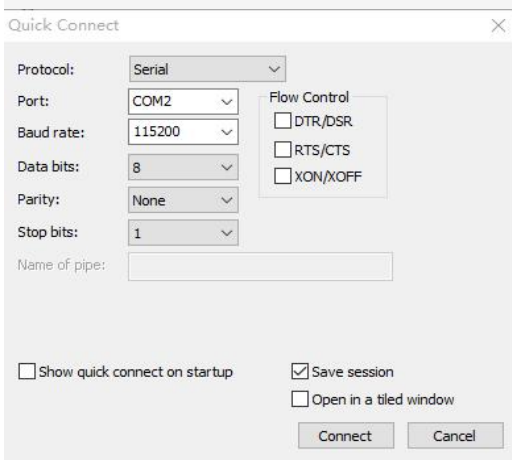 Quick Connect
Protocol: Serial
Port: COM2
Baud rate: 115200
Data bits: 8
Parity: None
Stop bits: 1
Name of pipe:
Flow Control
DTR/DSR
RTS/CTS
XON/XOFF
Show quick connect on startup
Save session
Open in a tiled window
Connect Cancel